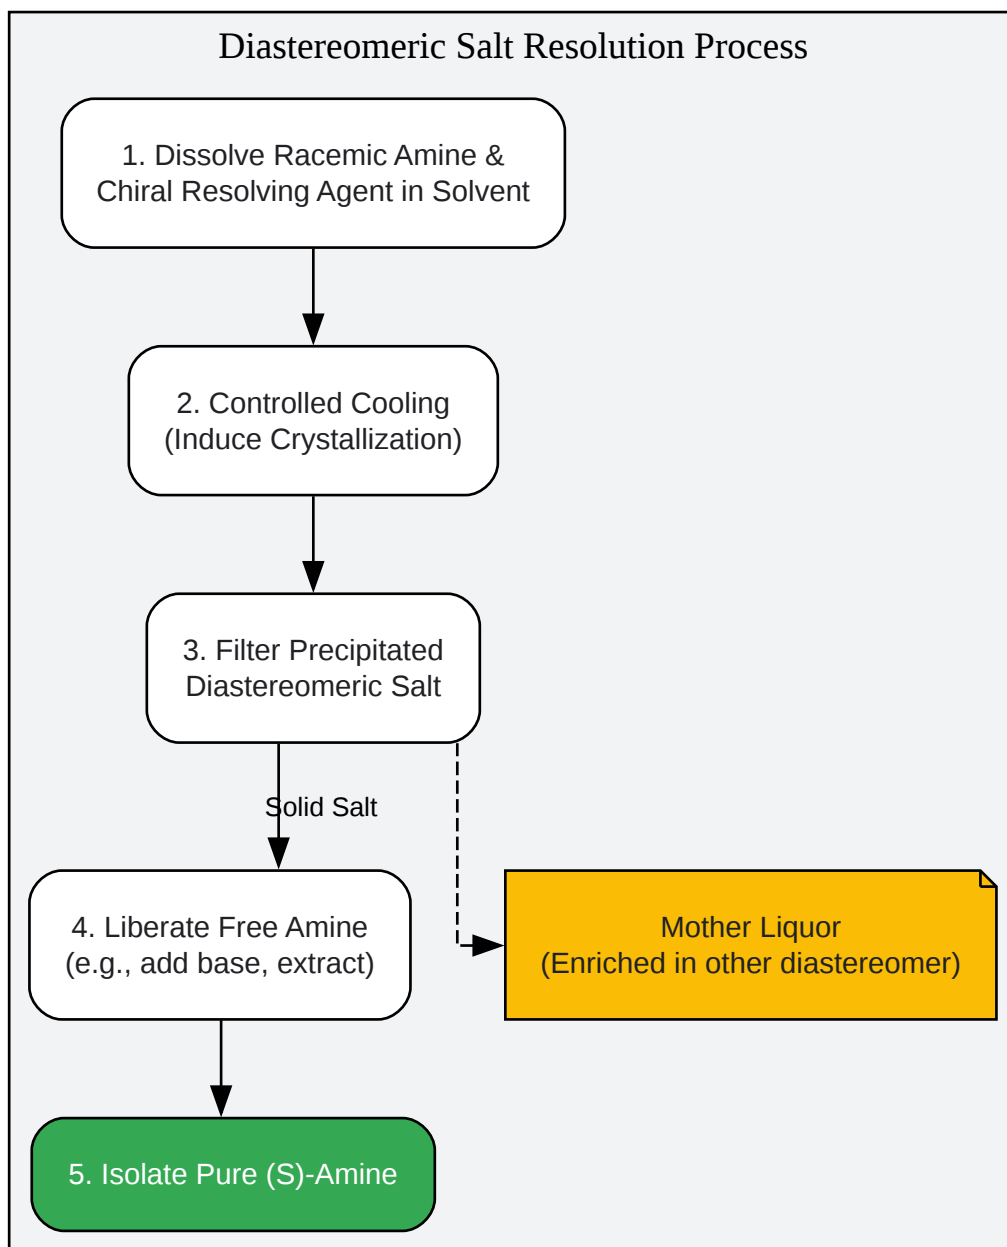 Diastereomeric Salt Resolution Process
1. Dissolve Racemic Amine &
Chiral Resolving Agent in Solvent
2. Controlled Cooling
(Induce Crystallization)
3. Filter Precipitated
Diastereomeric Salt
Solid Salt
4. Liberate Free Amine
(e.g., add base, extract)
Mother Liquor
(Enriched in other diastereomer)
5. Isolate Pure (S)-Amine